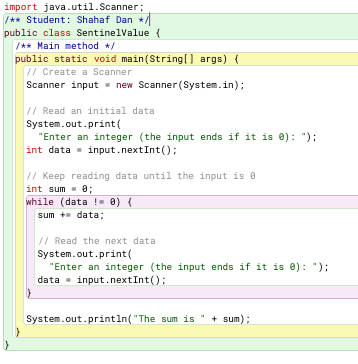 import java.util.Scanner;
/** Student: Shahaf Dan */
public class SentinelValue {
/** Main method */
public static void main(String[] args) {
// Create a Scanner
Scanner input = new Scanner(System.in);
// Read an initial data
System.out.print(
"Enter an integer (the input ends if it is 0): ");
int data = input.nextInt();
// Keep reading data until the input is 0
int sum = 0;
while (data != 0) {
sum += data;
// Read the next data
System.out.print(
"Enter an integer (the input ends if it is 0): ");
data = input.nextInt();
}
System.out.println("The sum is " + sum);
}
}